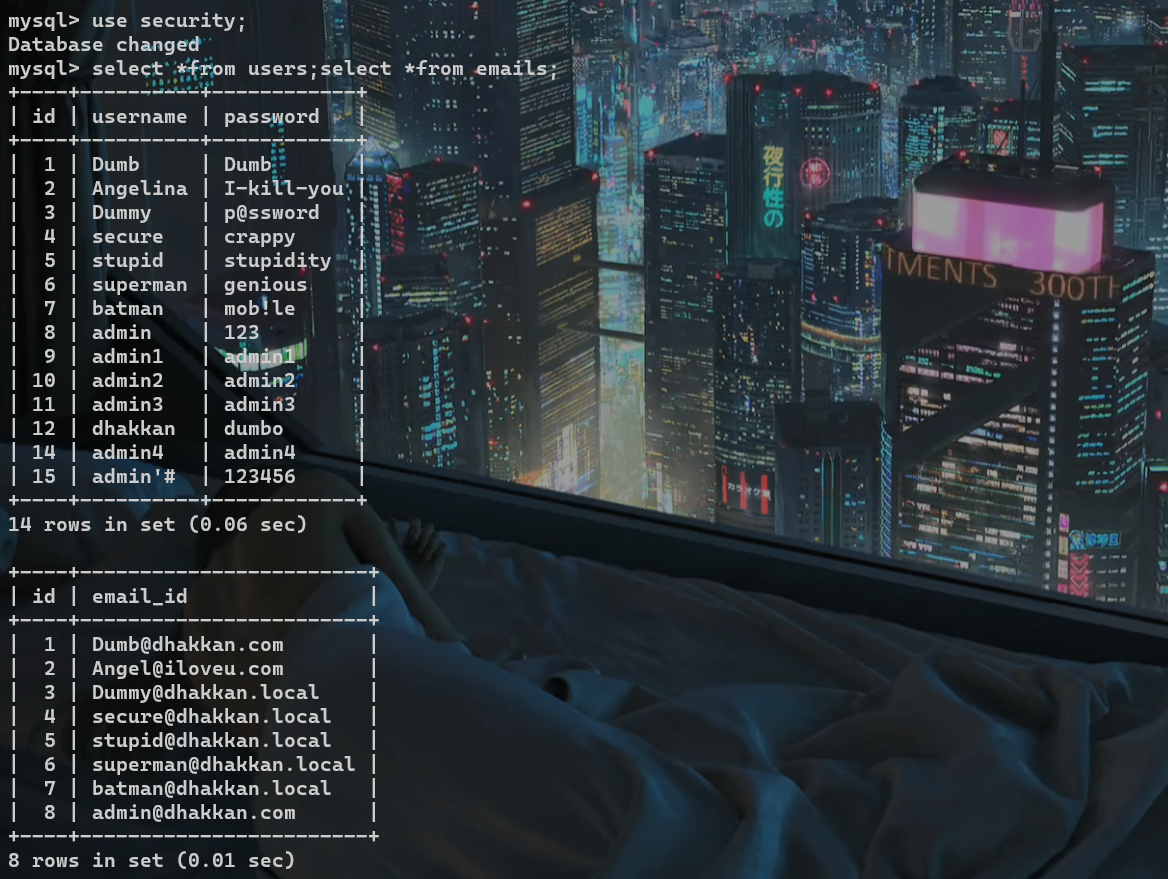 mysql> use security;
Database changed
mysql> select *from users;select *from emails;
+----+----------+------------+
| id | username | password   |
+----+----------+------------+
|  1 | Dumb     | Dumb       |
|  2 | Angelina | I-kill-you |
|  3 | Dummy    | p@ssword   |
|  4 | secure   | crappy     |
|  5 | stupid   | stupidity  |
|  6 | superman | genious    |
|  7 | batman   | mob!le     |
|  8 | admin    | 123        |
|  9 | admin1   | admin1     |
| 10 | admin2   | admin2     |
| 11 | admin3   | admin3     |
| 12 | dhakkan  | dumbo      |
| 14 | admin4   | admin4     |
| 15 | admin'#  | 123456     |
+----+----------+------------+
14 rows in set (0.06 sec)
+----+------------------------+
| id | email_id               |
+----+------------------------+
|  1 | Dumb@dhakkan.com       |
|  2 | Angel@iloveu.com       |
|  3 | Dummy@dhakkan.local    |
|  4 | secure@dhakkan.local   |
|  5 | stupid@dhakkan.local   |
|  6 | superman@dhakkan.local |
|  7 | batman@dhakkan.local   |
|  8 | admin@dhakkan.com      |
+----+------------------------+
8 rows in set (0.01 sec)
夜行性の
TMENTS 300TH
カラオケ館